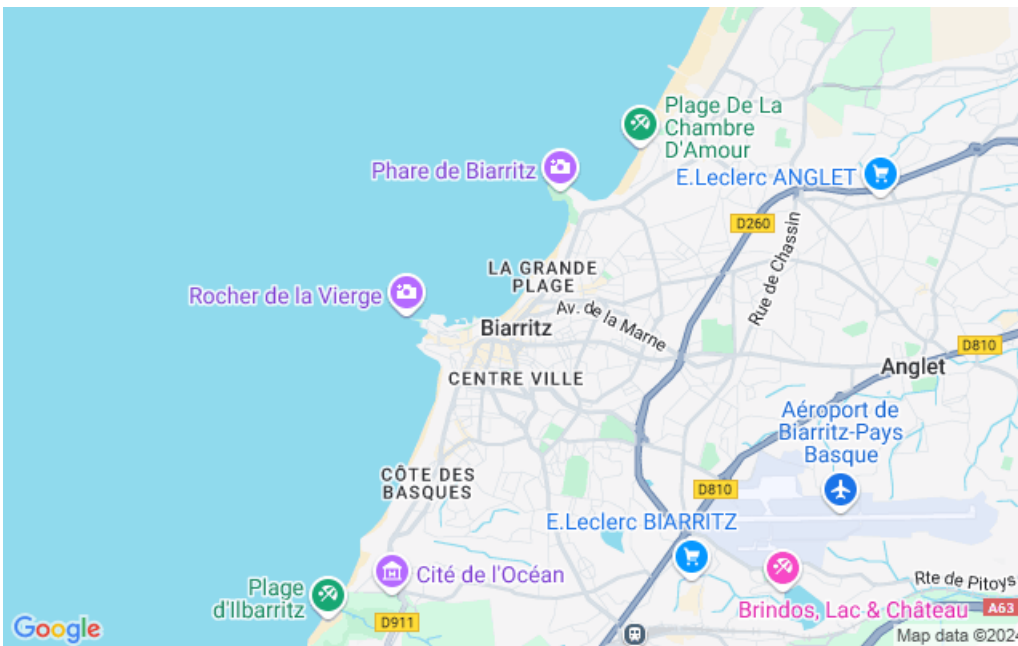 Plage De La
Chambre
D'Amour
Phare de Biarritz
E.Leclerc ANGLET
D260
Rue de Chassin
LA GRANDE
PLAGE
Rocher de la Vierge
Av. de la Marne
Biarritz
D810
Anglet
CENTRE VILLE
Aéroport de
Biarritz-Pays
Basque
CÔTE DES
BASQUES
D810
E.Leclerc BIARRITZ
Cité de l'Océan
Plage
d'Ilbarritz
Rte de Pitoys
Brindos, Lac & Château
A63
D911
Google
Map data ©2024